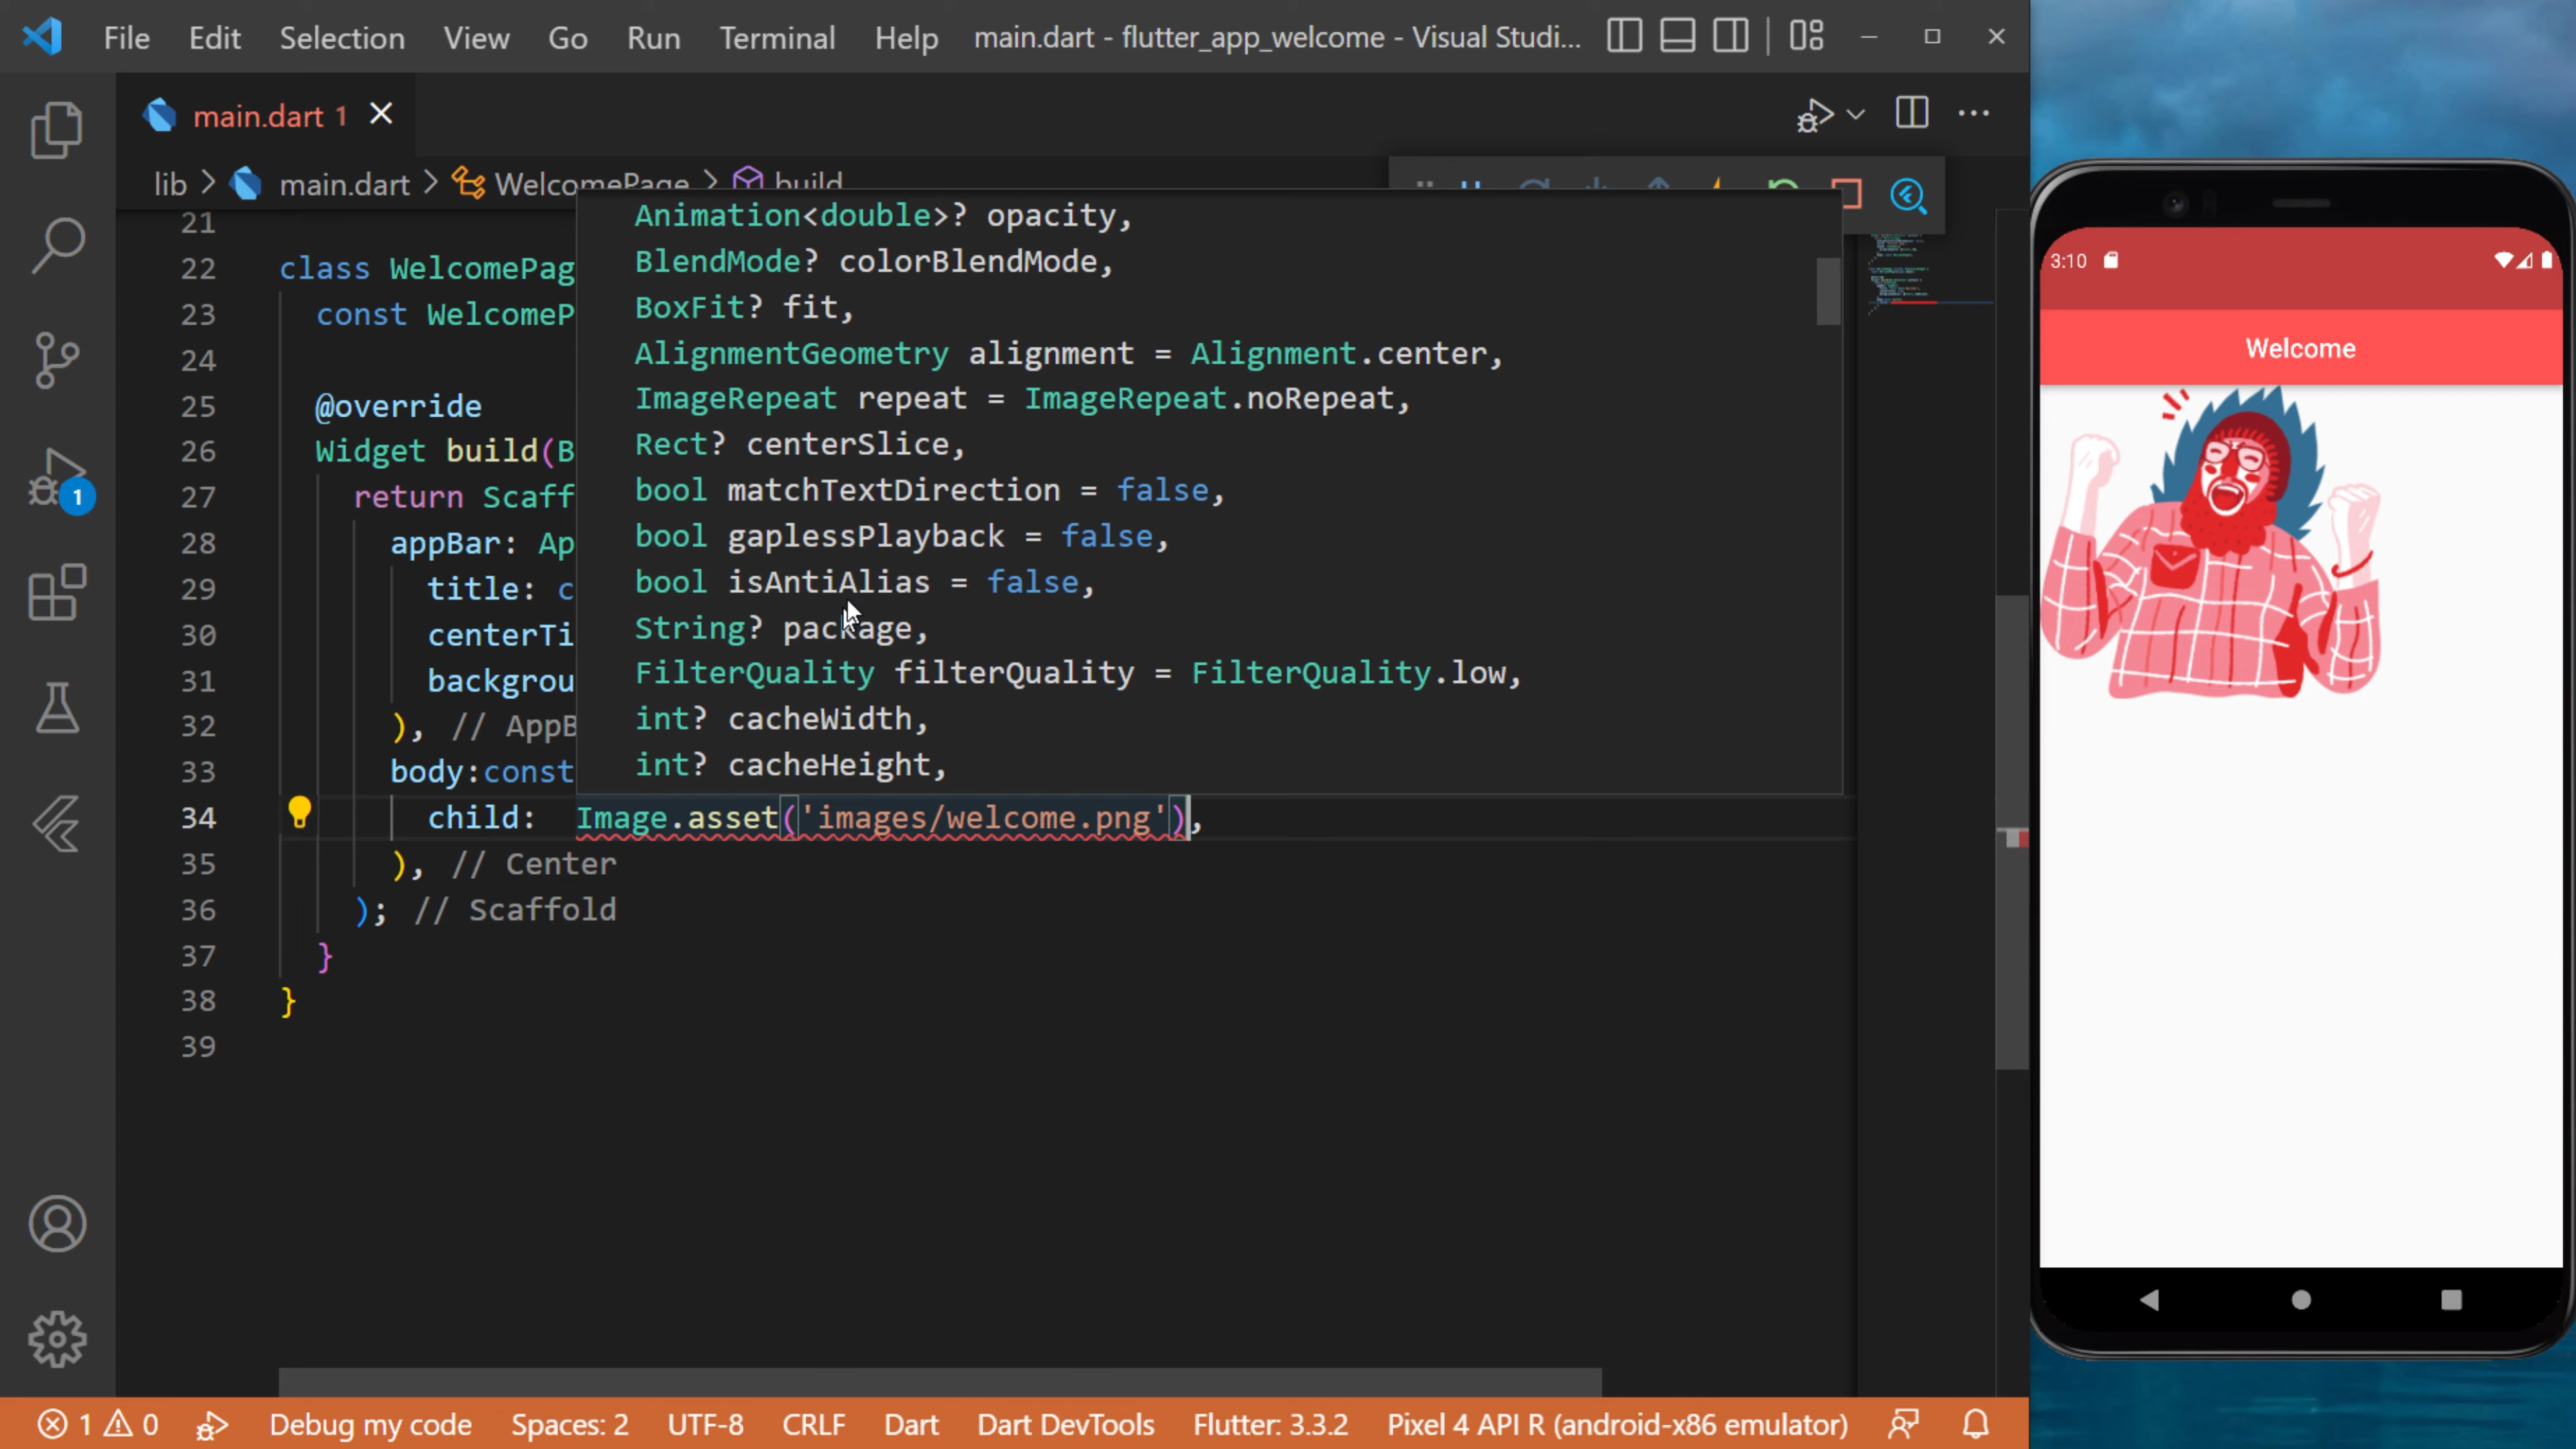 File Edit Selection View Go Run Terminal Help main.dart - flutter_app_welcome - Visual Studi...
main.dart 1
lib > main.dart > WelcomePage > build
21
22 class WelcomePag
23 const WelcomeP
24
25 @override
26 Widget build(B
27 return Scaff
28 appBar: Ap
29 title: c
30 centerTi
31 backgrou
32 ), // AppB
33 body:const
Animation<double>? opacity,
BlendMode? colorBlendMode,
BoxFit? fit,
AlignmentGeometry alignment = Alignment.center,
ImageRepeat repeat = ImageRepeat.noRepeat,
Rect? centerSlice,
bool matchTextDirection = false,
bool gaplessPlayback = false,
bool isAntiAlias = false,
String? package,
FilterQuality filterQuality = FilterQuality.low,
int? cacheWidth,
int? cacheHeight,
34 child: Image.asset('images/welcome.png'),
35 ), // Center
36 ); // Scaffold
37 }
38 }
39
1
1 0 Debug my code Spaces: 2 UTF-8 CRLF Dart Dart DevTools Flutter: 3.3.2 Pixel 4 API R (android-x86 emulator)
3:10
Welcome